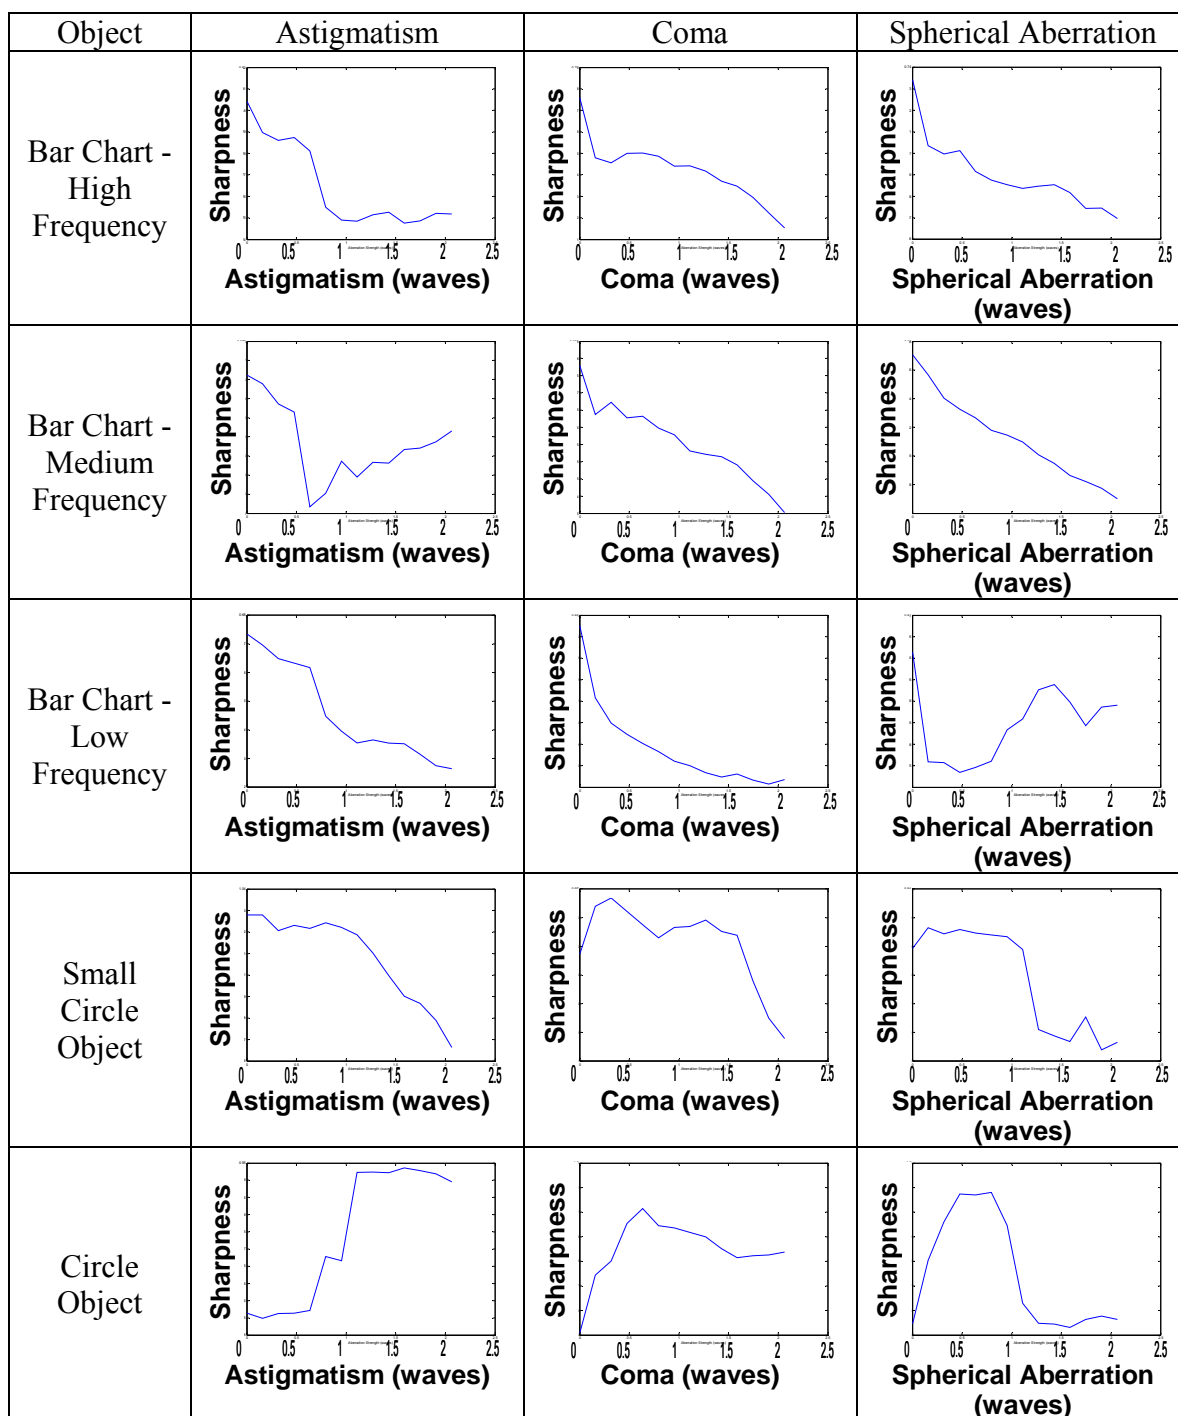 Object Astigmatism Coma Spherical Aberration
Bar Chart -
High
Frequency
Sharpness
0 0.5 1 1.5 2 2.5
Astigmatism (waves)
Sharpness
0 0.5 1 1.5 2 2.5
Coma (waves)
Sharpness
0 0.5 1 1.5 2 2.5
Spherical Aberration
(waves)
Bar Chart -
Medium
Frequency
Sharpness
0 0.5 1 1.5 2 2.5
Astigmatism (waves)
Sharpness
0 0.5 1 1.5 2 2.5
Coma (waves)
Sharpness
0 0.5 1 1.5 2 2.5
Spherical Aberration
(waves)
Bar Chart -
Low
Frequency
Sharpness
0 0.5 1 1.5 2 2.5
Astigmatism (waves)
Sharpness
0 0.5 1 1.5 2 2.5
Coma (waves)
Sharpness
0 0.5 1 1.5 2 2.5
Spherical Aberration
(waves)
Small
Circle
Object
Sharpness
0 0.5 1 1.5 2 2.5
Astigmatism (waves)
Sharpness
0 0.5 1 1.5 2 2.5
Coma (waves)
Sharpness
0 0.5 1 1.5 2 2.5
Spherical Aberration
(waves)
Circle
Object
Sharpness
0 0.5 1 1.5 2 2.5
Astigmatism (waves)
Sharpness
0 0.5 1 1.5 2 2.5
Coma (waves)
Sharpness
0 0.5 1 1.5 2 2.5
Spherical Aberration
(waves)